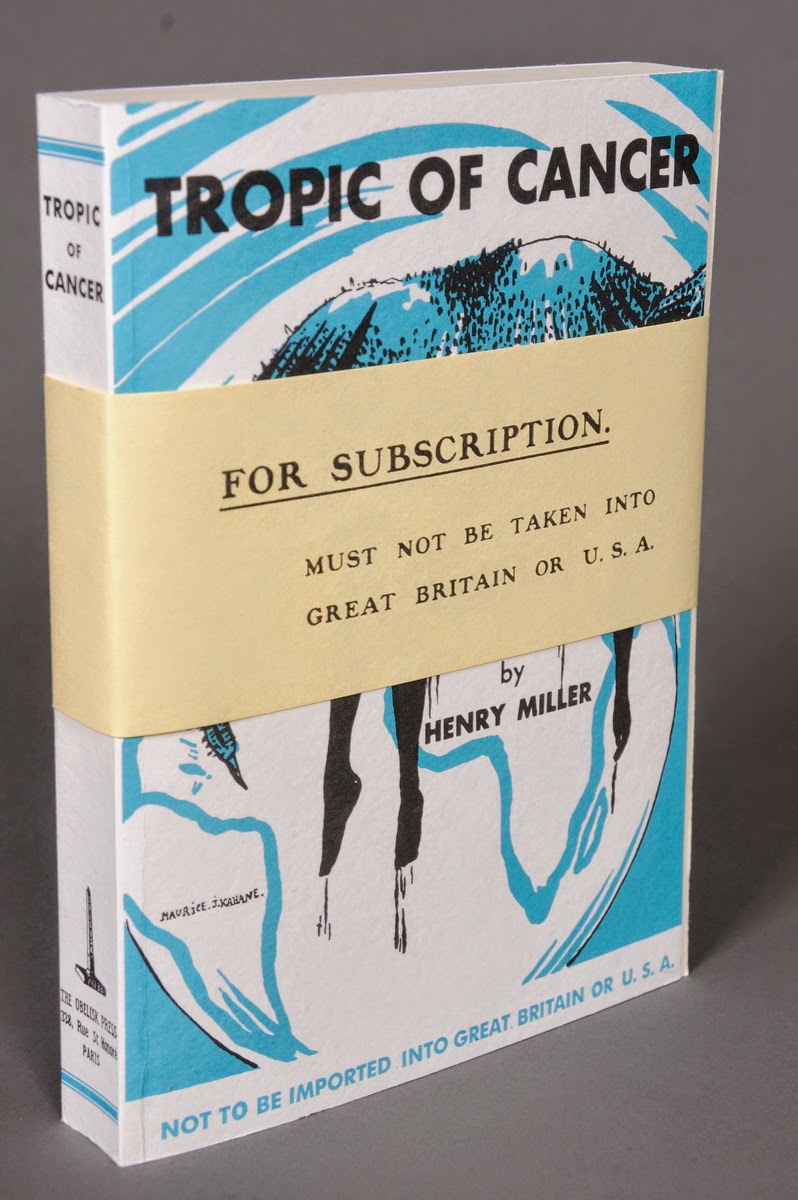 TROPIC
OF
CANCER
THE OBELISK PRESS
338, Rue St Honoré
PARIS
TROPIC OF CANCER
FOR SUBSCRIPTION.
MUST NOT BE TAKEN INTO
GREAT BRITAIN OR U. S. A.
by
HENRY MILLER
MAURICE.J.KAHANE.
NOT TO BE IMPORTED INTO GREAT BRITAIN OR U. S. A.